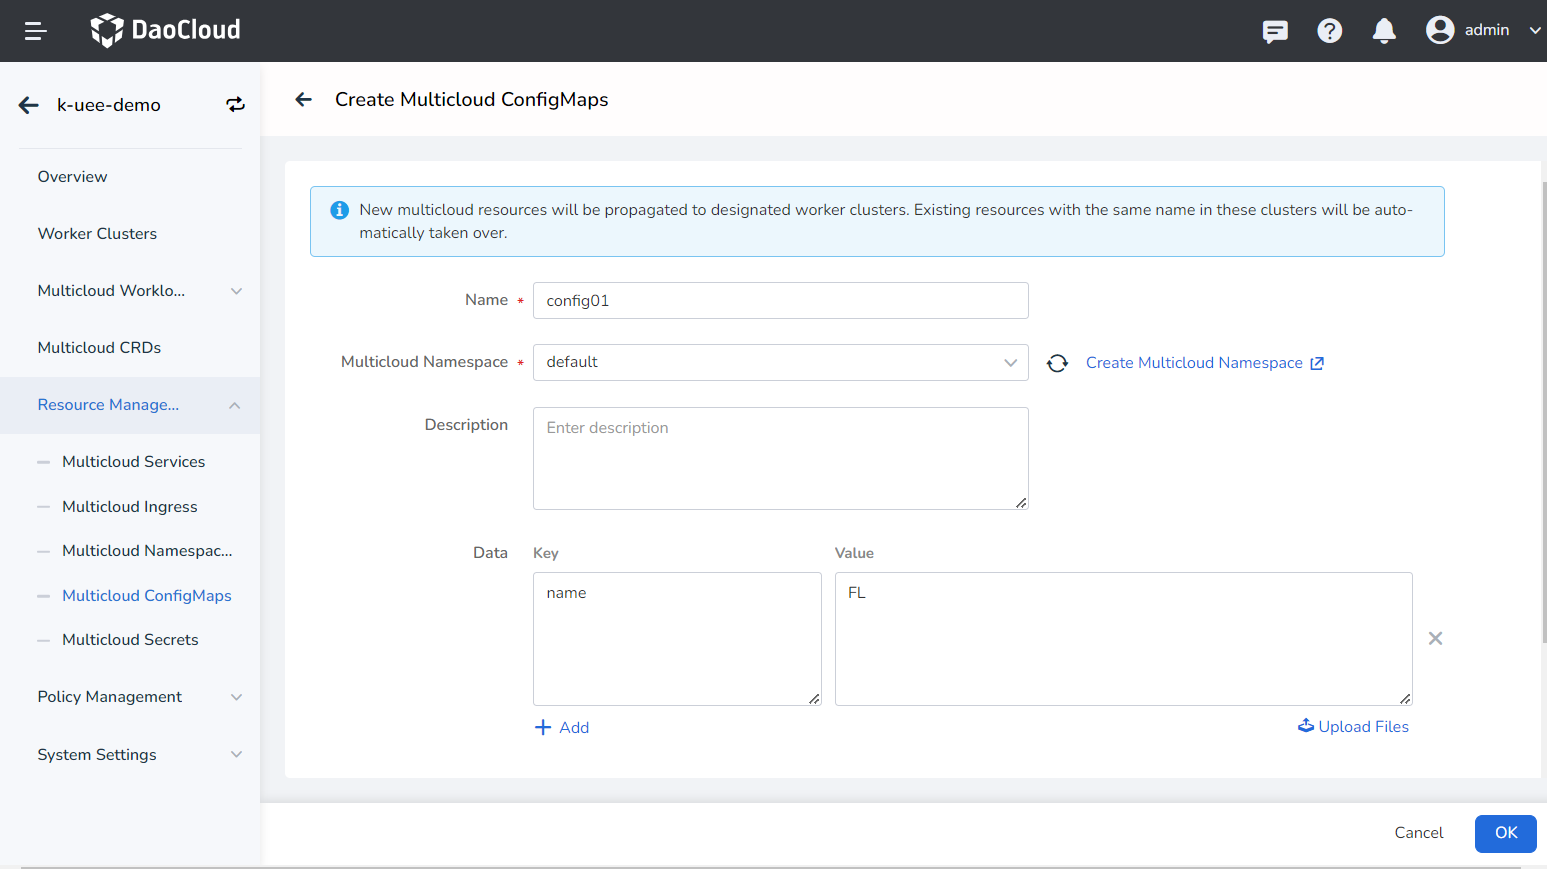 DaoCloud
admin
k-uee-demo
Create Multicloud ConfigMaps
Overview
Worker Clusters
Multicloud Worklo...
Multicloud CRDs
Resource Manage...
Multicloud Services
Multicloud Ingress
Multicloud Namespac...
Multicloud ConfigMaps
Multicloud Secrets
Policy Management
System Settings
New multicloud resources will be propagated to designated worker clusters. Existing resources with the same name in these clusters will be auto-
matically taken over.
Name * config01
Multicloud Namespace * default Create Multicloud Namespace
Description Enter description
Data Key Value
name FL
Add Upload Files
Cancel OK